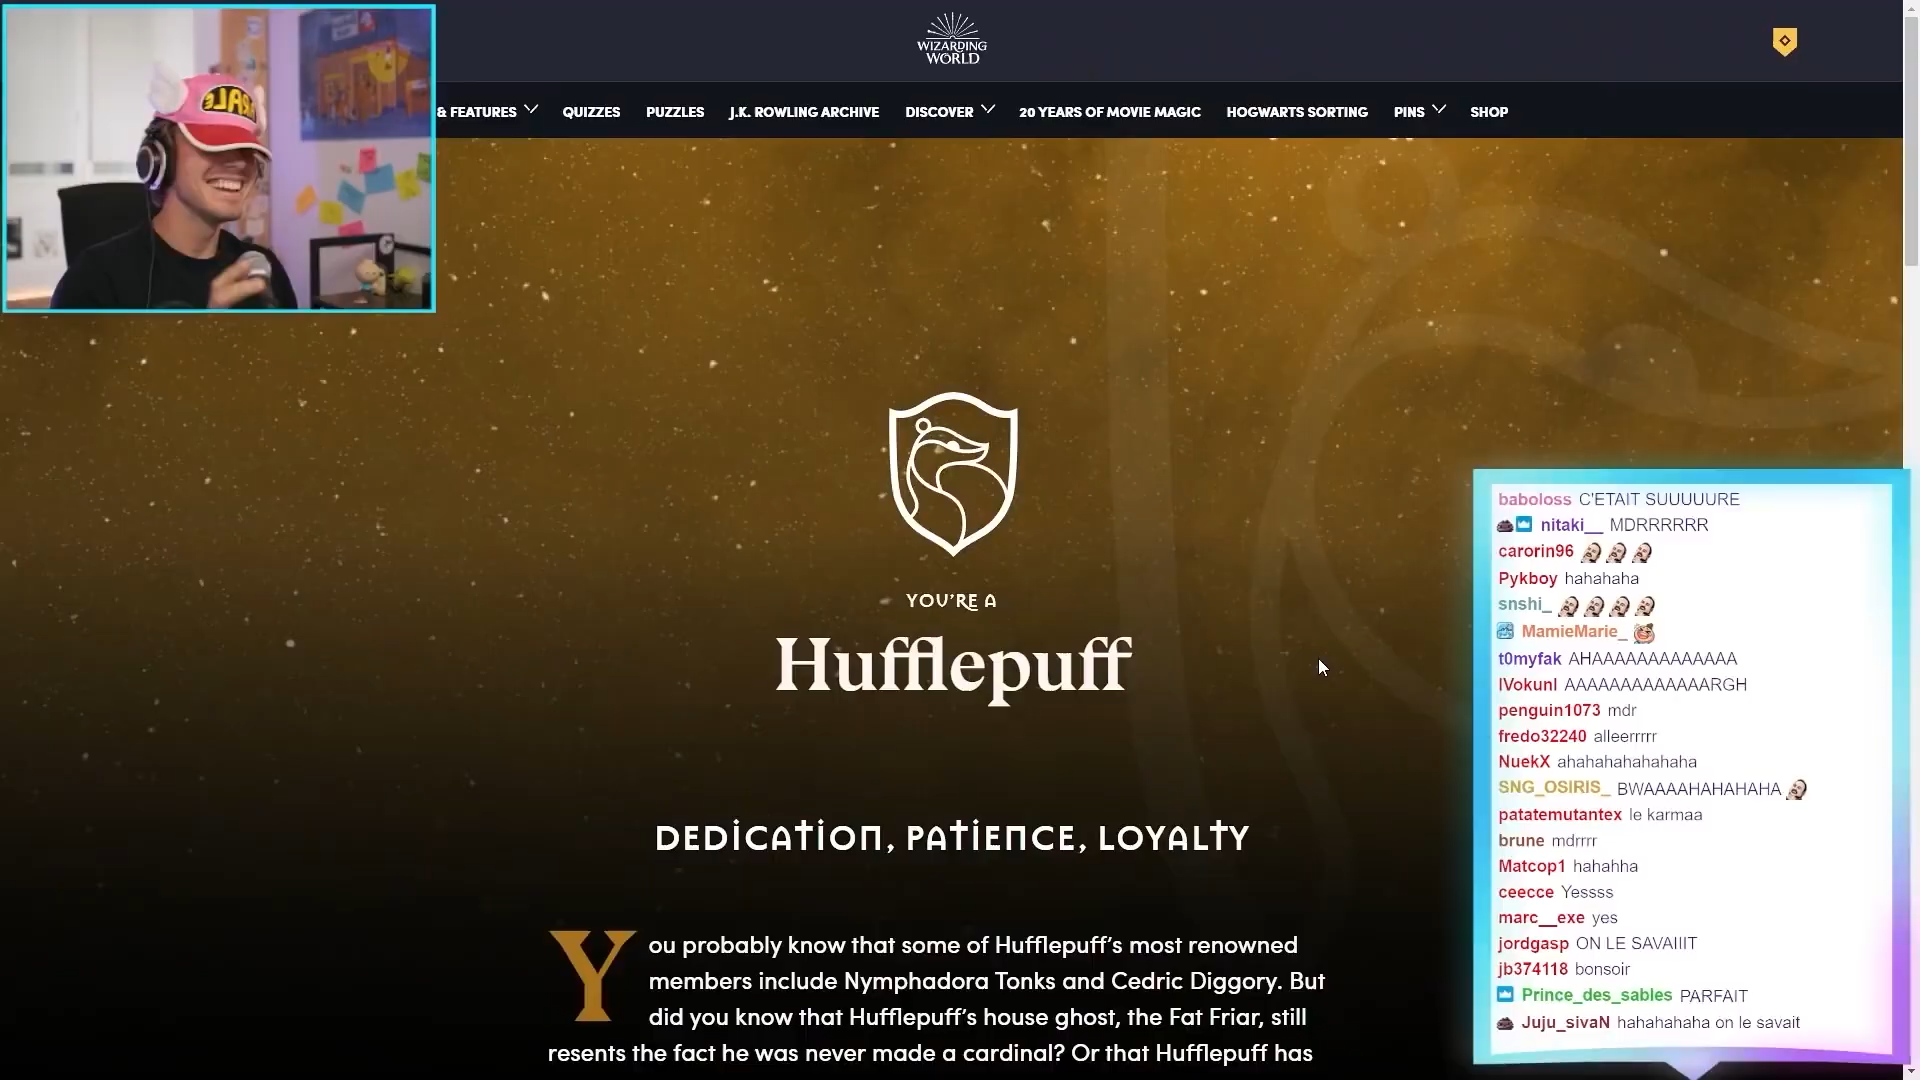 WIZARDING
WORLD
& FEATURES
QUIZZES
PUZZLES
J.K. ROWLING ARCHIVE
DISCOVER
20 YEARS OF MOVIE MAGIC
HOGWARTS SORTING
PINS
SHOP
YOU'RE A
Hufflepuff
DEDICATION, PATIENCE, LOYALTY
You probably know that some of Hufflepuff's most renowned
members include Nymphadora Tonks and Cedric Diggory. But
did you know that Hufflepuff's house ghost, the Fat Friar, still
resents the fact he was never made a cardinal? Or that Hufflepuff has
baboloss C'ETAIT SUUUUURE
nitaki__ MDRRRRRR
carorin96
Pykboy hahahaha
snshi_
MamieMarie_
t0myfak AHAAAAAAAAAAAAA
IVokunI AAAAAAAAAAAAARGH
penguin1073 mdr
fredo32240 alleerrrrr
NuekX ahahahahahahaha
SNG_OSIRIS_ BWAAAAHAHAHAHA
patatemutantex le karmaa
brune mdrrrr
Matcop1 hahahha
ceecce Yessss
marc__exe yes
jordgasp ON LE SAVAIIIT
jb374118 bonsoir
Prince_des_sables PARFAIT
Juju_sivaN hahahahaha on le savait